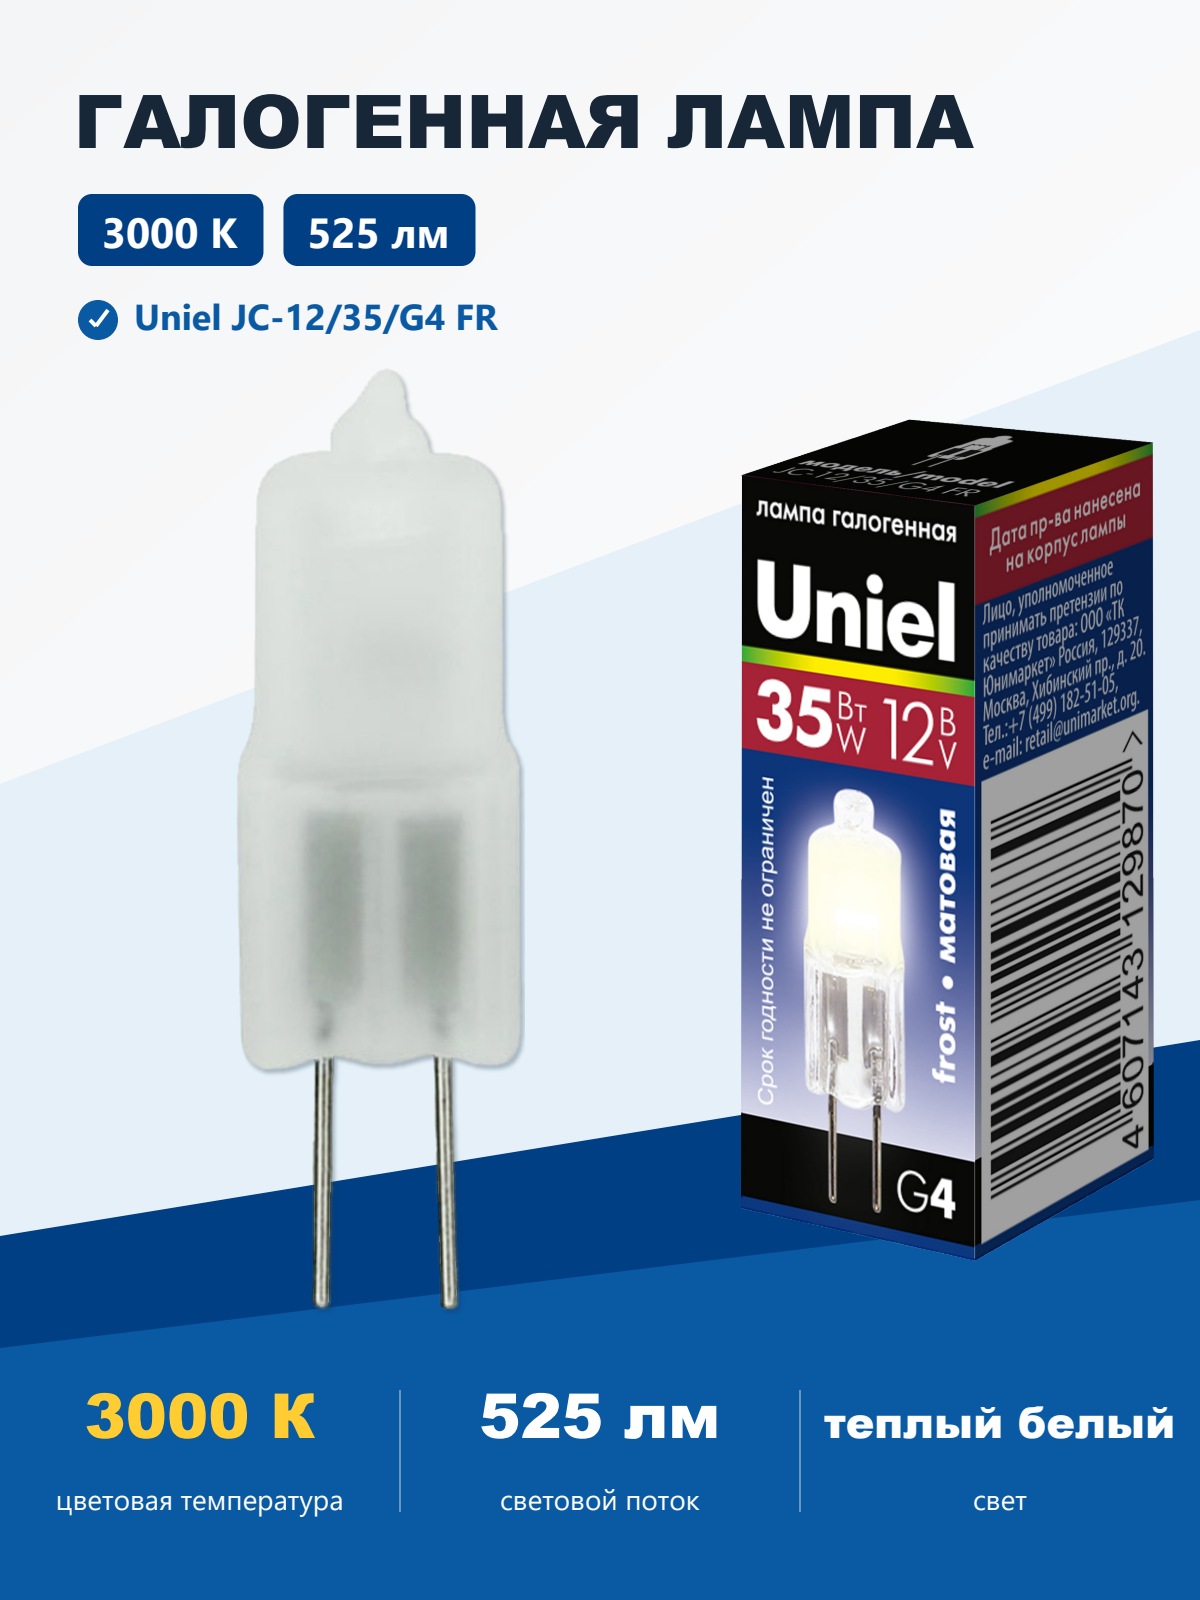 ГАЛОГЕННАЯ ЛАМПА
3000 К
525 лм
Uniel JC-12/35/G4 FR
модель/model
JC-12/35/G4 FR
лампа галогенная
Uniel
35 Вт W 12 В V
Срок годности не ограничен
frost • матовая
G4
Дата пр-ва нанесена
на корпус лампы
Лицо, уполномоченное
принимать претензии по
качеству товара: ООО «ТК
Юнимаркет» Россия, 129337,
Москва, Хибинский пр., д. 20.
Тел.:+7 (499) 182-51-05,
e-mail: retail@unimarket.org.
4 607143 129870 >
3000 К
цветовая температура
525 лм
световой поток
теплый белый
свет